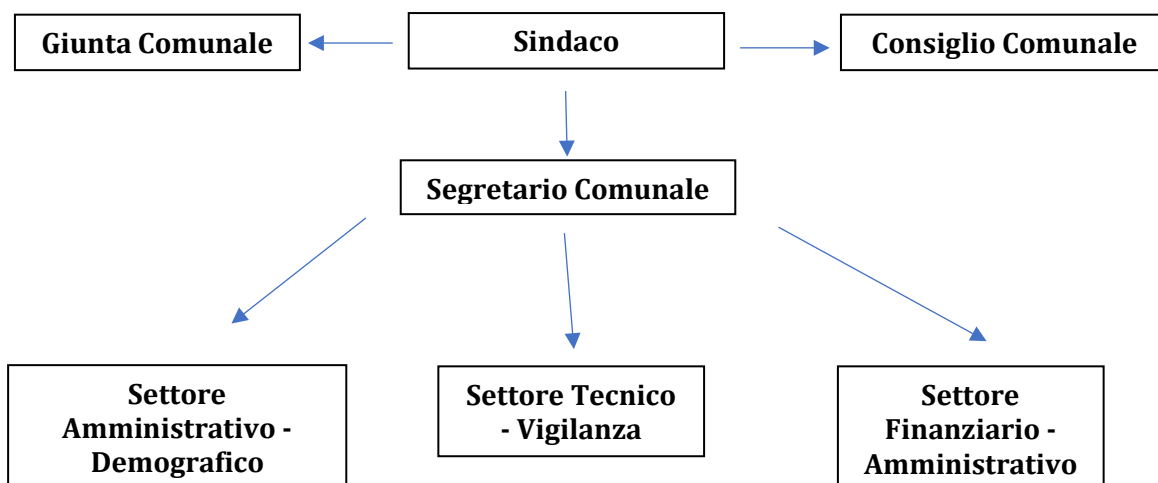 Giunta Comunale
Sindaco
Consiglio Comunale
Segretario Comunale
Settore
Amministrativo -
Demografico
Settore Tecnico
- Vigilanza
Settore
Finanziario -
Amministrativo